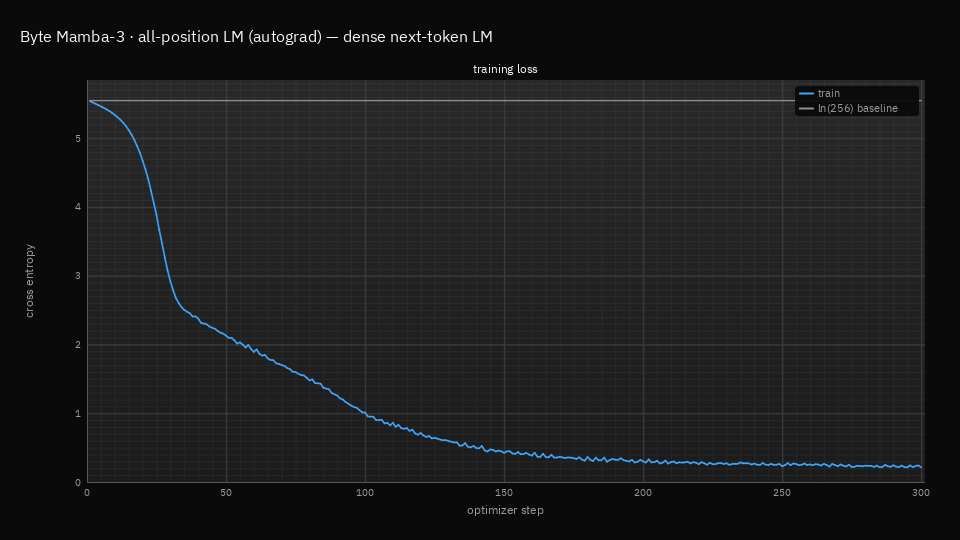 Byte Mamba-3 · all-position LM (autograd) — dense next-token LM
training loss
train
ln(256) baseline
5
4
3
2
1
0
cross entropy
0 50 100 150 200 250 300
optimizer step